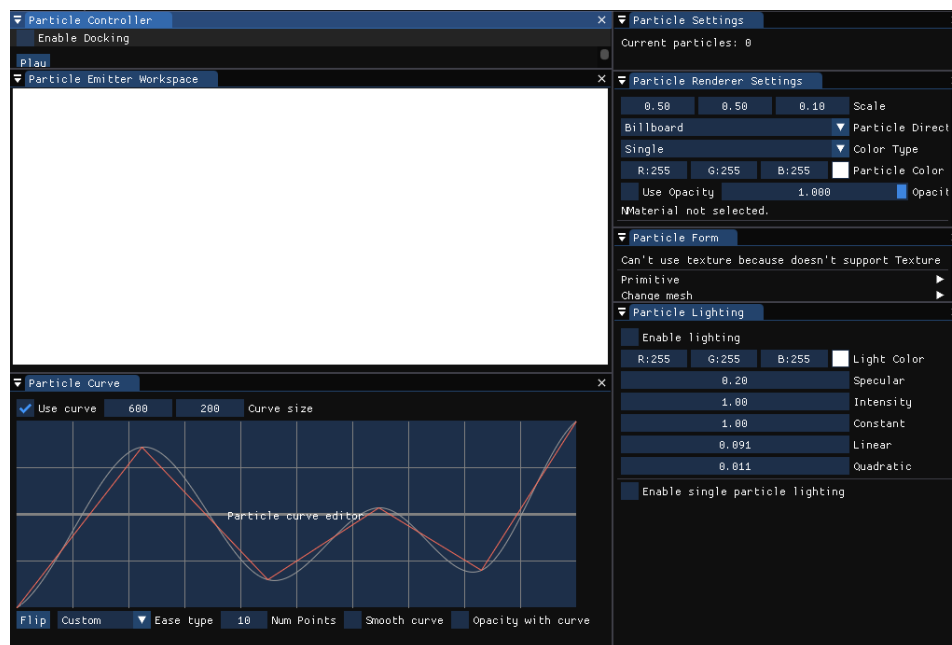 Particle Controller
Enable Docking
Play
Particle Emitter Workspace
Particle Curve
Use curve 600 200 Curve size
Particle curve editor
Flip Custom Ease type 10 Num Points Smooth curve Opacity with curve
Particle Settings
Current particles: 0
Particle Renderer Settings
0.50 0.50 0.10 Scale
Billboard Particle Direct
Single Color Type
R:255 G:255 B:255 Particle Color
Use Opacity 1.000 Opacit
Material not selected.
Particle Form
Can't use texture because doesn't support Texture
Primitive
Change mesh
Particle Lighting
Enable lighting
R:255 G:255 B:255 Light Color
0.20 Specular
1.00 Intensity
1.00 Constant
0.091 Linear
0.011 Quadratic
Enable single particle lighting